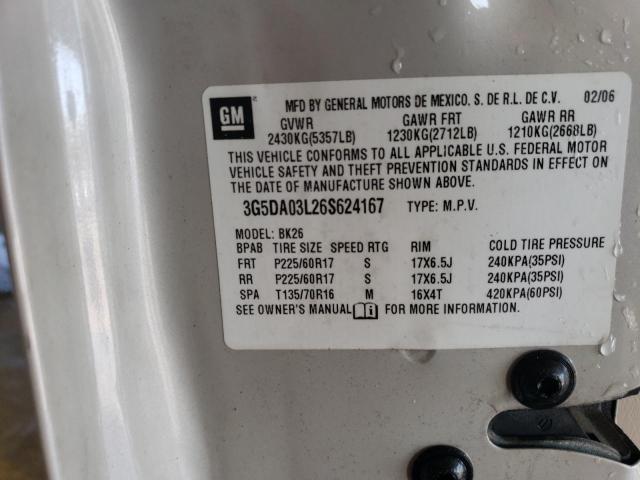 GM MFD BY GENERAL MOTORS DE MEXICO. S. DE R.L. DE C.V. 02/06
GVWR GAWR FRT GAWR RR
2430KG(5357LB) 1230KG(2712LB) 1210KG(2668LB)
THIS VEHICLE CONFORMS TO ALL APPLICABLE U.S. FEDERAL MOTOR
VEHICLE SAFETY AND THEFT PREVENTION STANDARDS IN EFFECT ON
THE DATE OF MANUFACTURE SHOWN ABOVE.
3G5DA03L26S624167 TYPE: M.P.V.
MODEL: BK26
BPAB TIRE SIZE SPEED RTG RIM COLD TIRE PRESSURE
FRT P225/60R17 S 17X6.5J 240KPA(35PSI)
RR P225/60R17 S 17X6.5J 240KPA(35PSI)
SPA T135/70R16 M 16X4T 420KPA(60PSI)
SEE OWNER'S MANUAL FOR MORE INFORMATION.